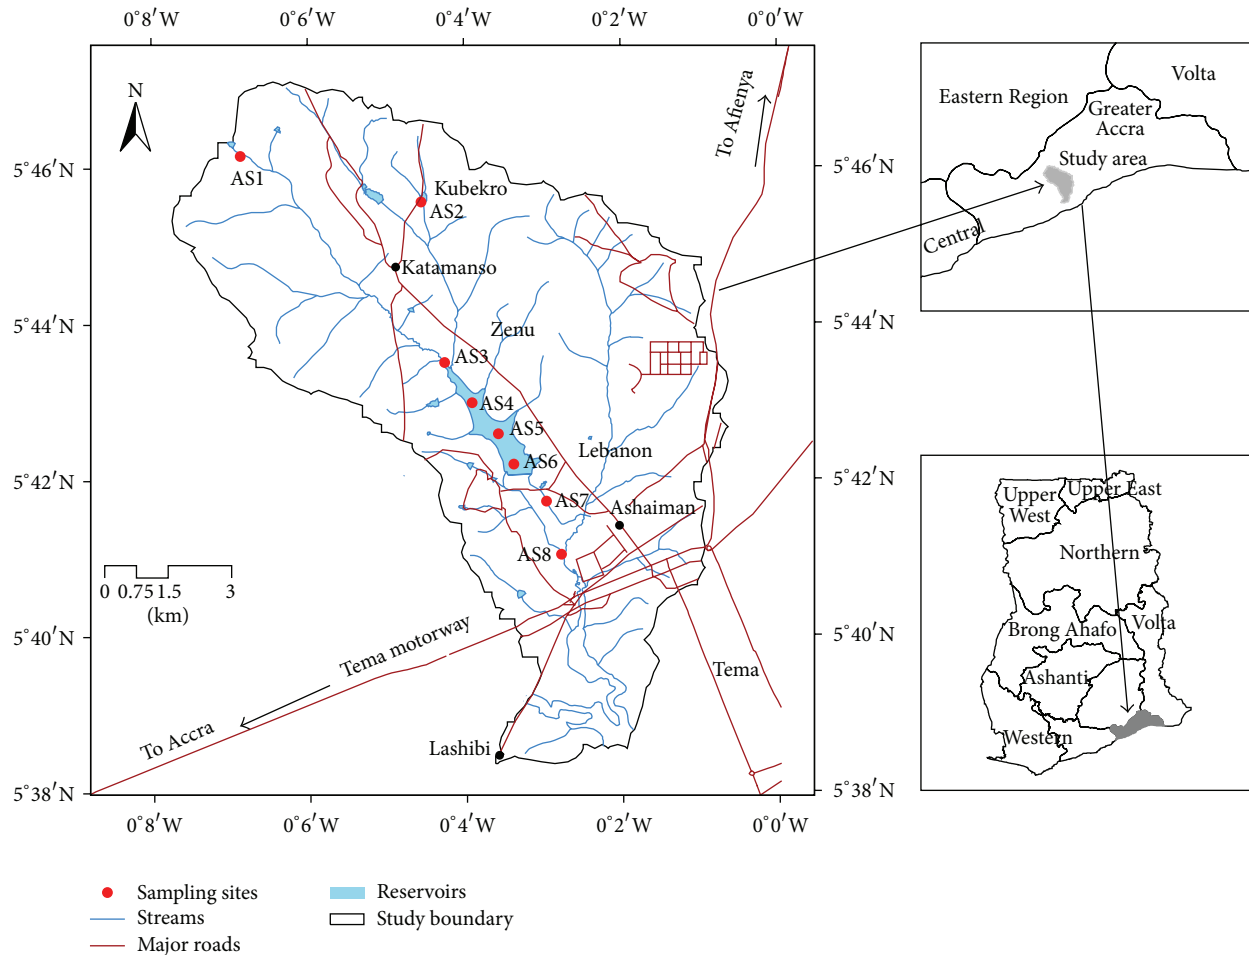 0°8′W 0°6′W 0°4′W 0°2′W 0°0′W
N
To Afienya
5°46′N
5°46′N
AS1
Kubekro
AS2
Katamanso
5°44′N
5°44′N
Zenu
AS3
AS4
AS5
Lebanon
AS6
5°42′N
5°42′N
AS7
Ashaiman
AS8
0 0.75 1.5 3
(km)
5°40′N
5°40′N
Tema motorway
Tema
To Accra
Lashibi
5°38′N
5°38′N
0°8′W 0°6′W 0°4′W 0°2′W 0°0′W
Eastern Region
Volta
Greater
Accra
Study area
Central
Upper
West
Upper East
Northern
Brong Ahafo
Volta
Ashanti
Western
Sampling sites
Streams
Major roads
Reservoirs
Study boundary